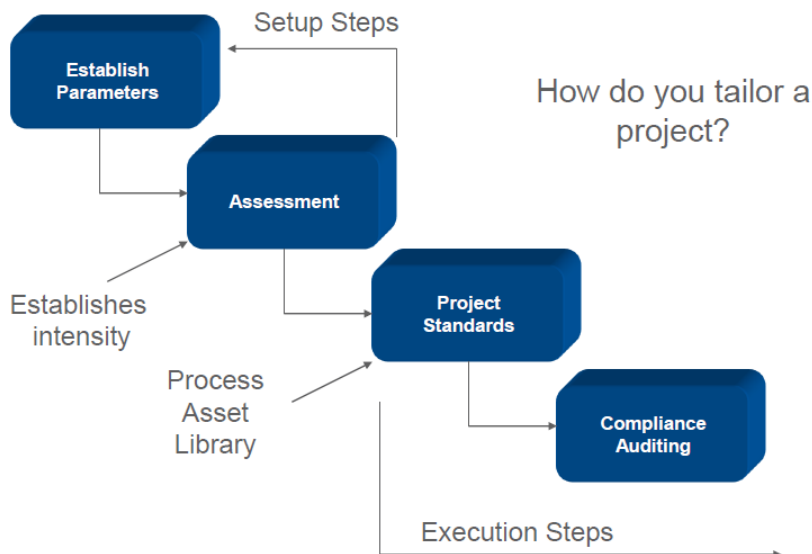 Setup Steps
Establish
Parameters
How do you tailor a
project?
Assessment
Establishes
intensity
Project
Standards
Process
Asset
Library
Compliance
Auditing
Execution Steps